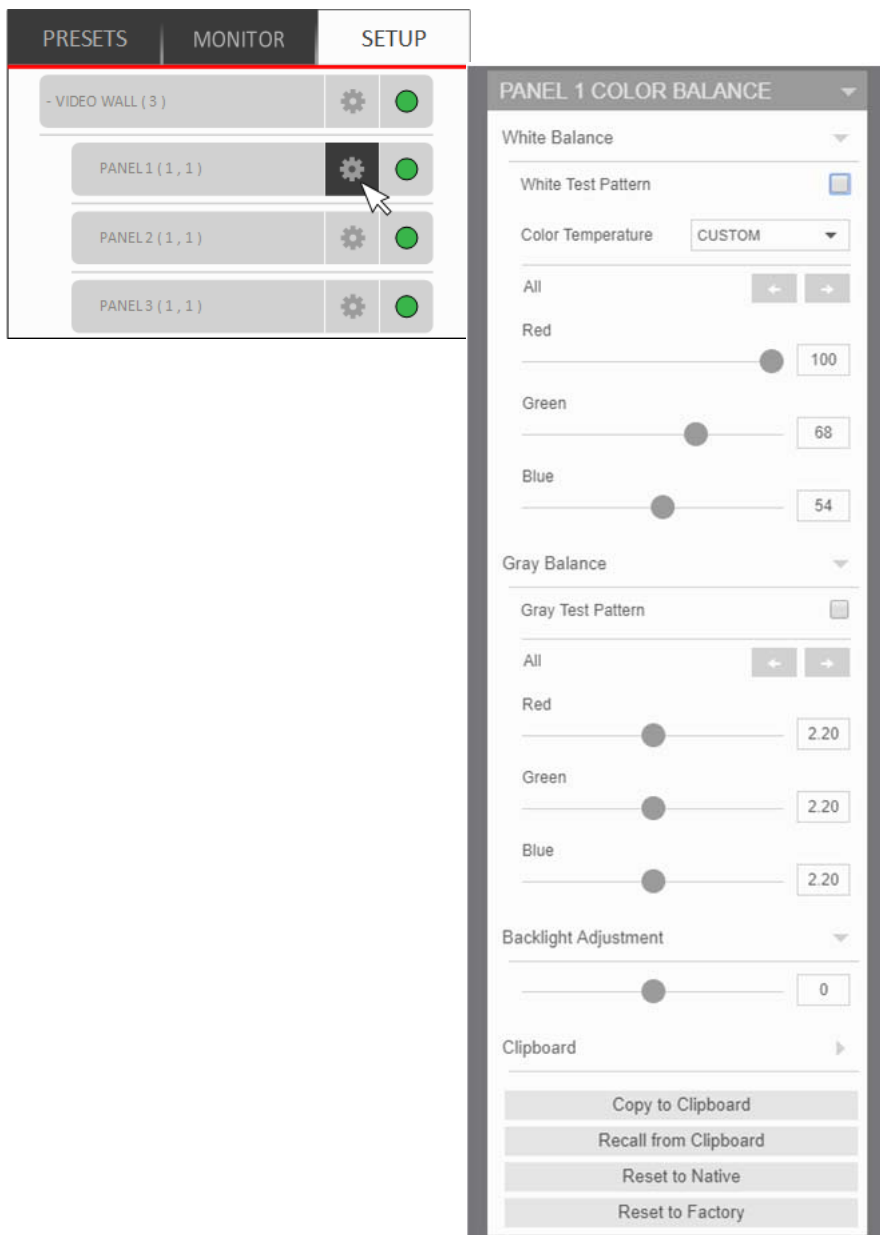 PRESETS MONITOR SETUP
- VIDEO WALL ( 3 )
PANEL 1 ( 1 , 1 )
PANEL 2 ( 1 , 1 )
PANEL 3 ( 1 , 1 )
PANEL 1 COLOR BALANCE
White Balance
White Test Pattern
Color Temperature CUSTOM
All
Red
100
Green
68
Blue
54
Gray Balance
Gray Test Pattern
All
Red
2.20
Green
2.20
Blue
2.20
Backlight Adjustment
0
Clipboard
Copy to Clipboard
Recall from Clipboard
Reset to Native
Reset to Factory